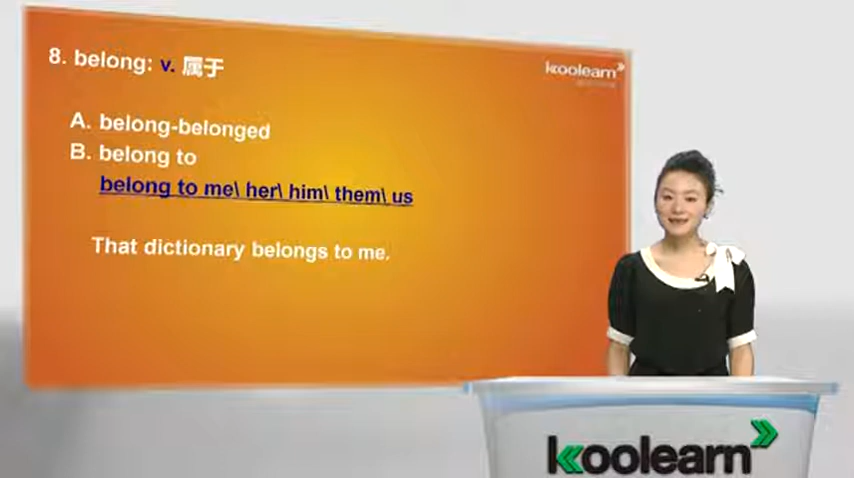 8. belong: v. 属于
koolearn
A. belong-belonged
B. belong to
belong to me\ her\ him\ them\ us
That dictionary belongs to me.
koolearn